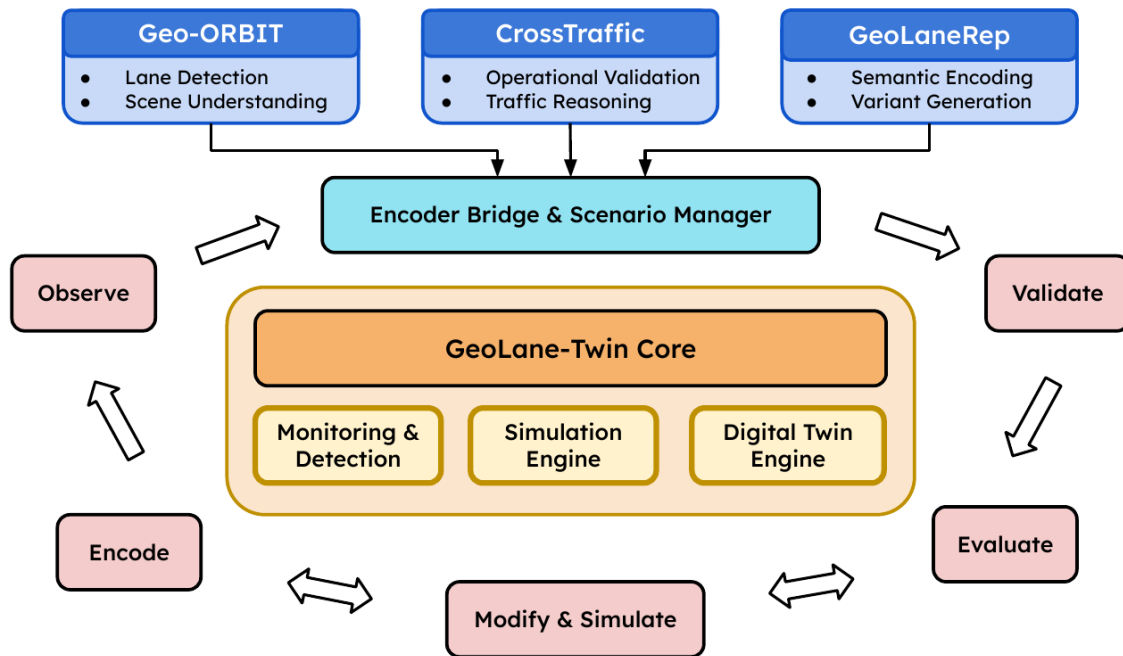 Geo-ORBIT
● Lane Detection
● Scene Understanding
CrossTraffic
● Operational Validation
● Traffic Reasoning
GeoLaneRep
● Semantic Encoding
● Variant Generation
Encoder Bridge & Scenario Manager
Observe
Validate
GeoLane-Twin Core
Monitoring &
Detection
Simulation
Engine
Digital Twin
Engine
Encode
Evaluate
Modify & Simulate